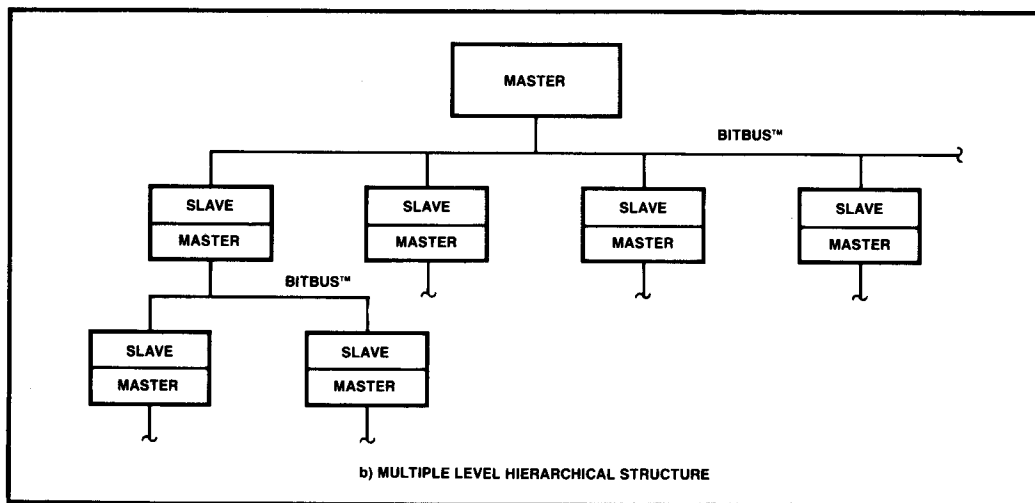 MASTER
BITBUS™
SLAVE
MASTER
SLAVE
MASTER
SLAVE
MASTER
SLAVE
MASTER
BITBUS™
SLAVE
MASTER
SLAVE
MASTER
b) MULTIPLE LEVEL HIERARCHICAL STRUCTURE